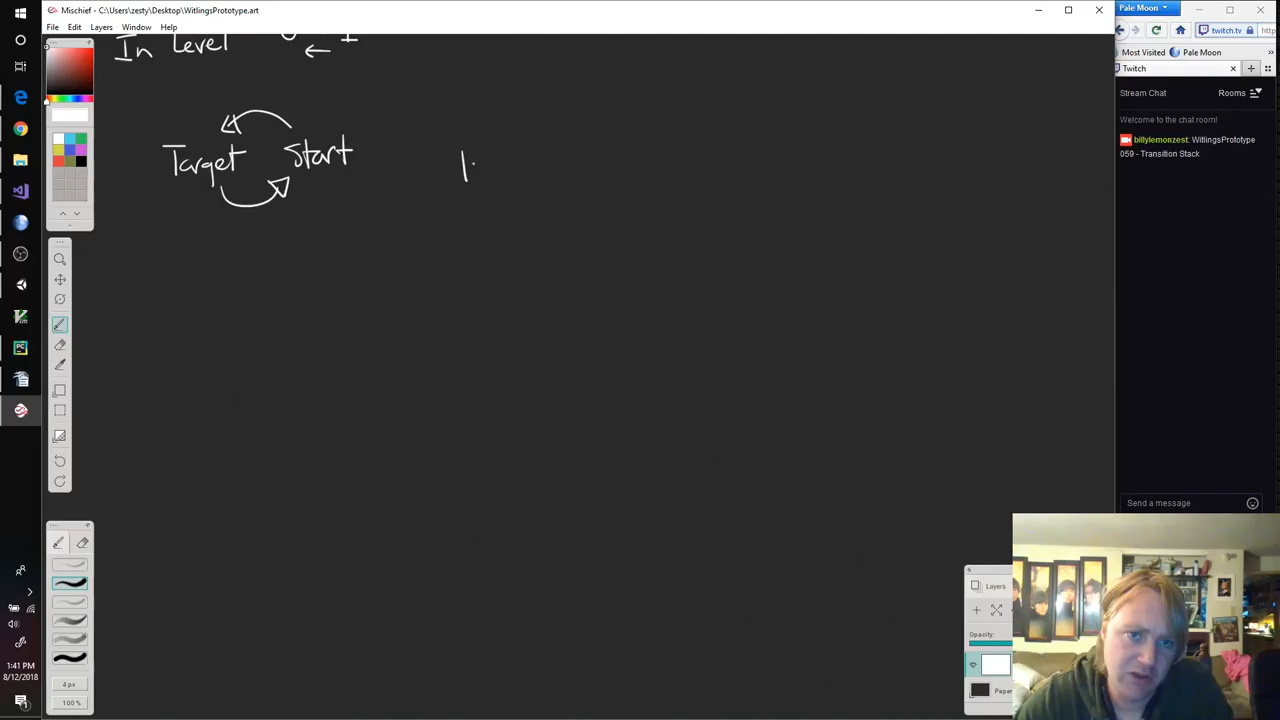 Mischief - C:\Users\zesty\Desktop\WitlingsPrototype.art
File Edit Layers Window Help
In Level
Target Start
4 px
100 %
1:41 PM
8/12/2018
Layers
Opacity:
Paper
Pale Moon
twitch.tv
Most Visited Pale Moon
Twitch
Stream Chat Rooms
Welcome to the chat room!
billylemonzest: WitlingsPrototype
059 - Transition Stack
Send a message